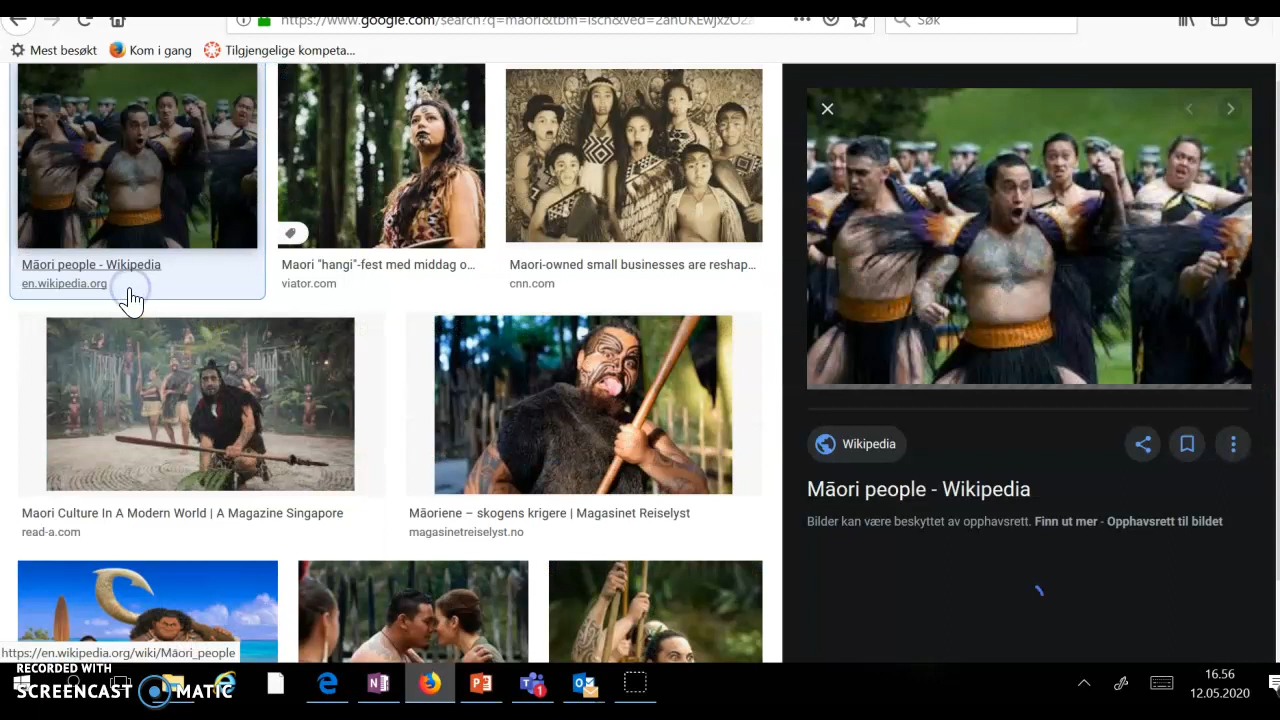 https://www.google.com/search?q=maori&tbm=isch&ved=2ahUKEwjxzO2
Søk
Mest besøkt
Kom i gang
Tilgjengelige kompeta...
Māori people - Wikipedia
en.wikipedia.org
Maori "hangi"-fest med middag o...
viator.com
Maori-owned small businesses are reshap...
cnn.com
Maori Culture In A Modern World | A Magazine Singapore
read-a.com
Māoriene – skogens krigere | Magasinet Reiselyst
magasinetreiselyst.no
Wikipedia
Māori people - Wikipedia
Bilder kan være beskyttet av opphavsrett. Finn ut mer - Opphavsrett til bildet
https://en.wikipedia.org/wiki/Māori_people
RECORDED WITH
SCREENCAST MATIC
1
16.56
12.05.2020